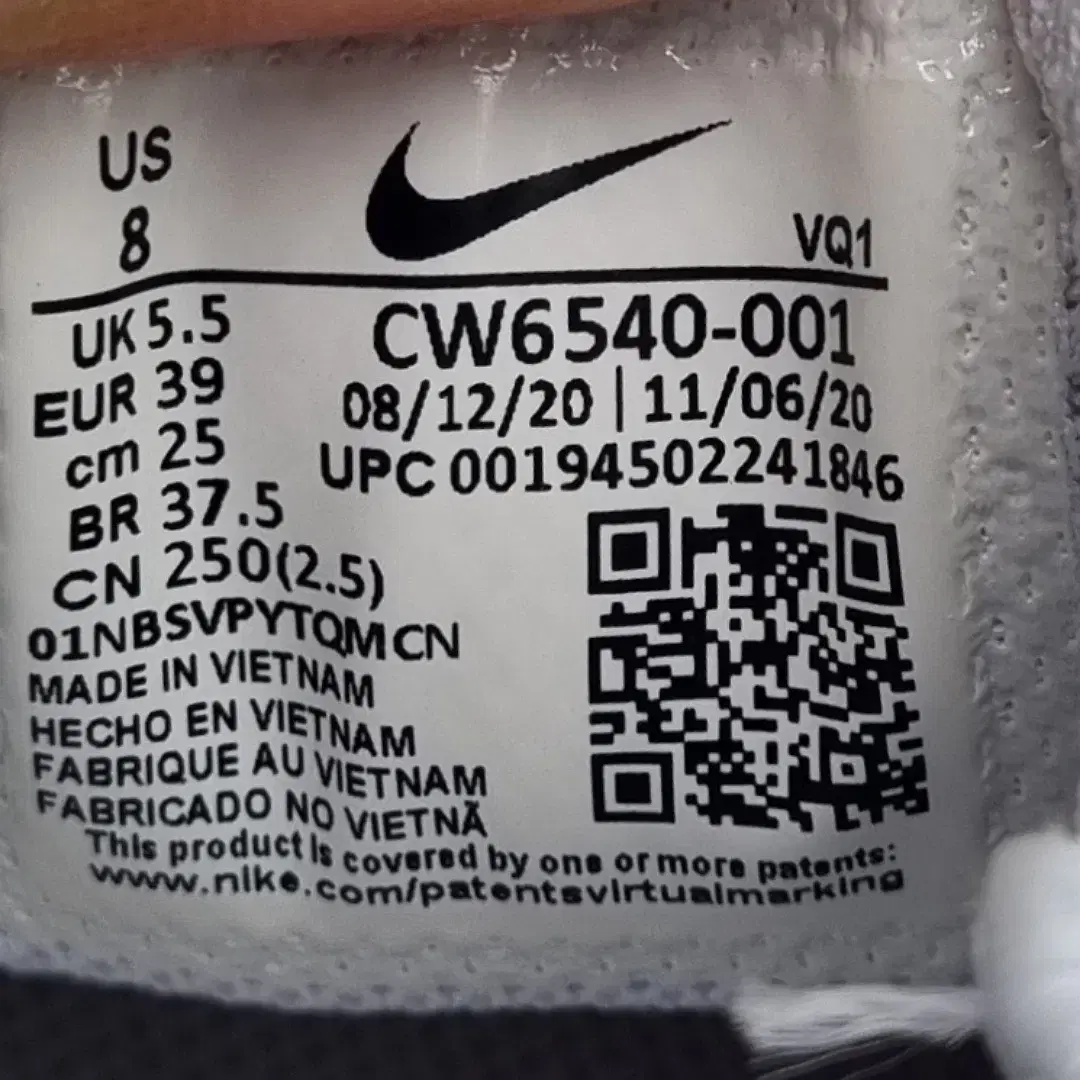 US
8
VQ1
UK 5.5
EUR 39
cm 25
BR 37.5
CN 250(2.5)
CW6540-001
08/12/20 | 11/06/20
UPC 00194502241846
01NBSVPYTQMCN
MADE IN VIETNAM
HECHO EN VIETNAM
FABRIQUE AU VIETNAM
FABRICADO NO VIETNÃ
This product is covered by one or more patents:
www.nike.com/patentsvirtualmarking